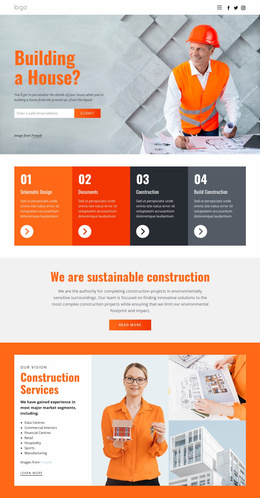 logo
Building
a House?
You'll get to personalize the details of your house when you're
building a home from the ground up - from the exterior
Enter a valid email address
SUBMIT
Image from Freepik
01
Schematic Design
Sed ut perspiciatis unde
omnis iste natus error sit
voluptatem accusantium
doloremque laudantium
02
Documents
Sed ut perspiciatis unde
omnis iste natus error sit
voluptatem accusantium
doloremque laudantium
03
Construction
Sed ut perspiciatis unde
omnis iste natus error sit
voluptatem accusantium
doloremque laudantium
04
Build Construction
Sed ut perspiciatis unde
omnis iste natus error sit
voluptatem accusantium
doloremque laudantium
We are sustainable construction
We are the authority for completing construction projects in environmentally
sensitive surroundings. Our team is focused on finding innovative solutions to the
most complex construction projects while ensuring that we limit our environmental
footprint and impact.
READ MORE
OUR VISION
Construction
Services
We have gained experience in
most major market segments,
including:
Data Centres
Commercial Interiors
Financial Centres
Retail
Hospitality
Sports
Manufacturing
Images from Freepik
LEARN MORE